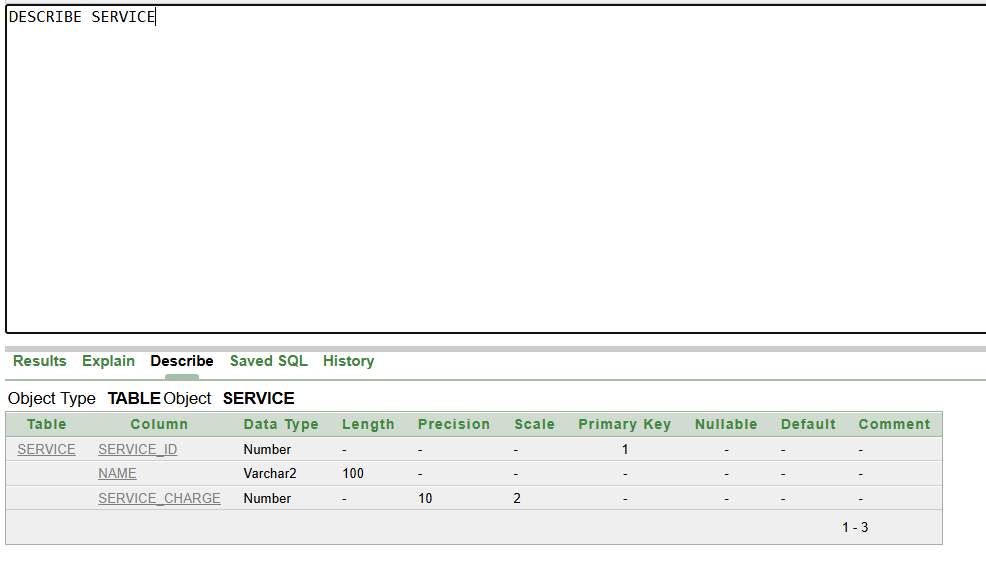 DESCRIBE SERVICE
Results Explain Describe Saved SQL History
Object Type TABLE Object SERVICE
Table Column Data Type Length Precision Scale Primary Key Nullable Default Comment
SERVICE SERVICE_ID Number - - - 1 - - -
NAME Varchar2 100 - - - - - -
SERVICE_CHARGE Number - 10 2 - - - -
1 - 3